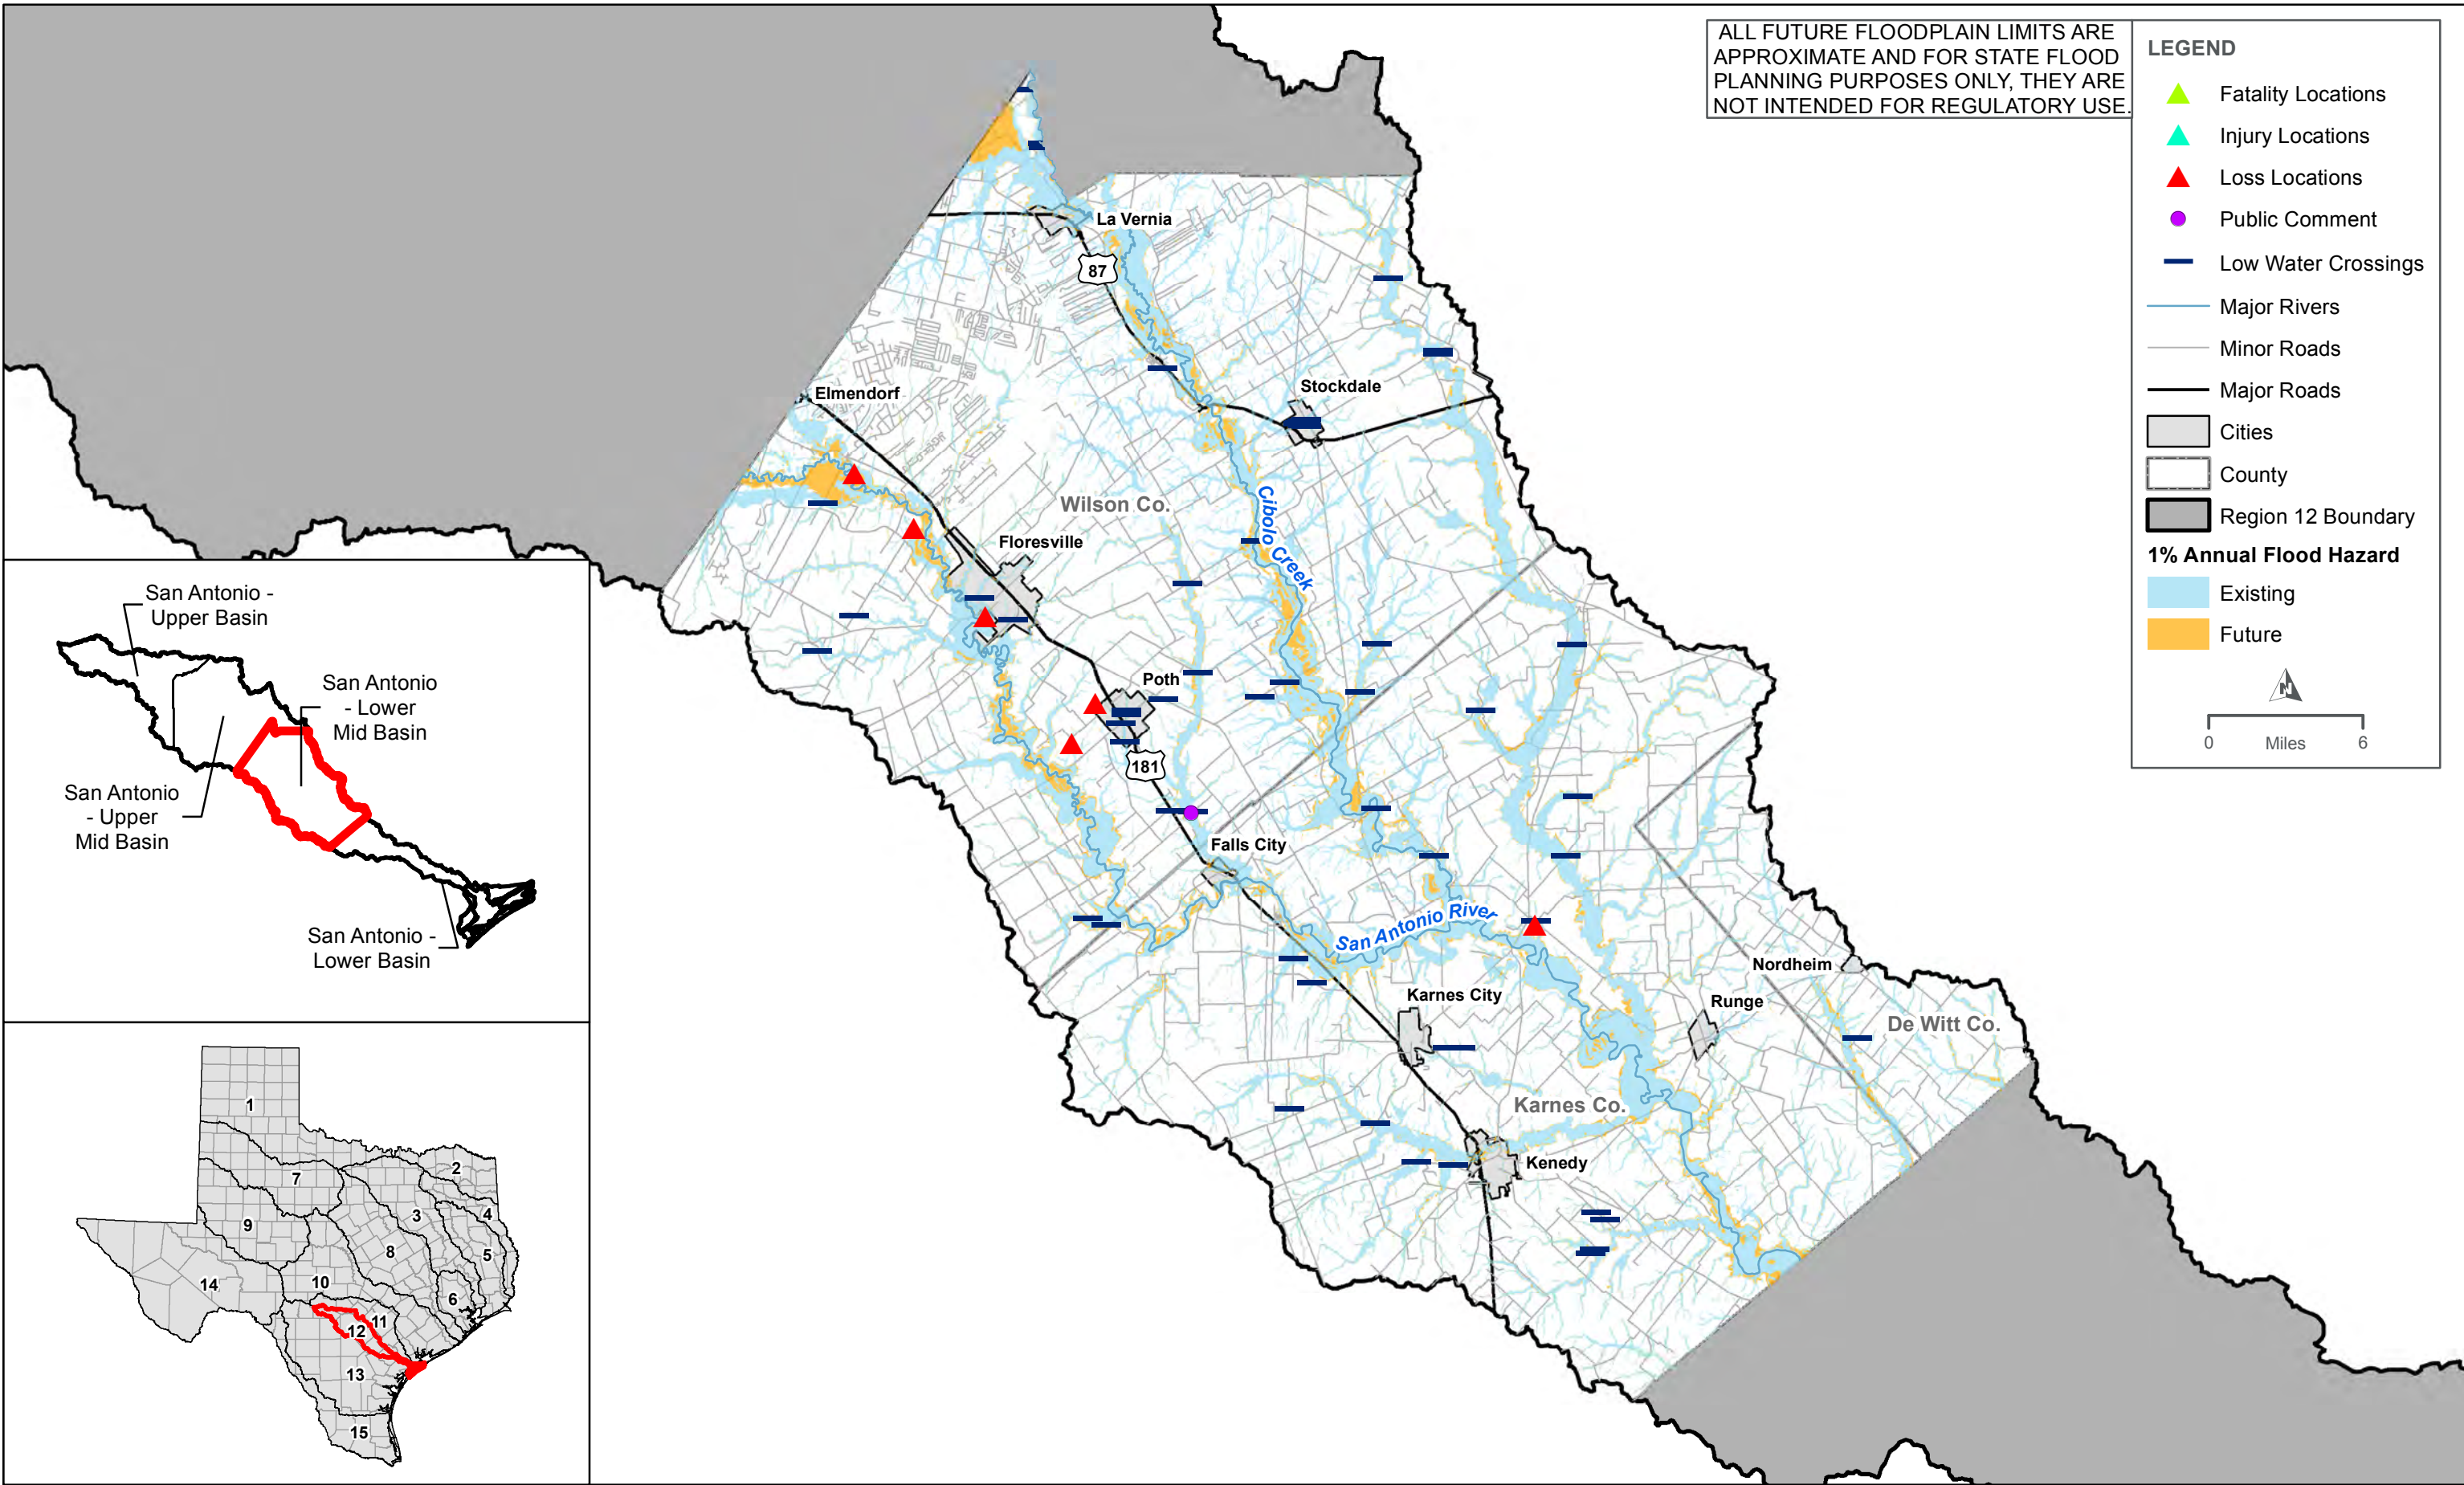 ALL FUTURE FLOODPLAIN LIMITS ARE
APPROXIMATE AND FOR STATE FLOOD
PLANNING PURPOSES ONLY, THEY ARE
NOT INTENDED FOR REGULATORY USE.
LEGEND
Fatality Locations
Injury Locations
Loss Locations
Public Comment
Low Water Crossings
Major Rivers
Minor Roads
Major Roads
Cities
County
Region 12 Boundary
1% Annual Flood Hazard
Existing
Future
N
0 Miles 6
La Vernia
87
Stockdale
Elmendorf
Wilson Co.
Cibolo Creek
Floresville
Poth
181
Falls City
San Antonio River
Nordheim
Karnes City
Runge
De Witt Co.
Karnes Co.
Kenedy
San Antonio -
Upper Basin
San Antonio
- Lower
Mid Basin
San Antonio
- Upper
Mid Basin
San Antonio -
Lower Basin
1
2
7
3
4
9
8
5
14
10
6
11
12
13
15